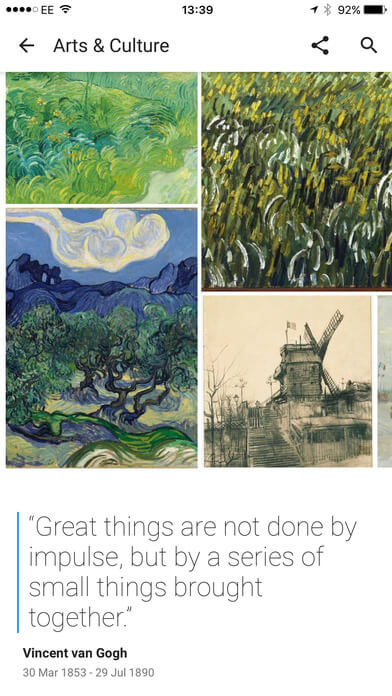 EE 13:39 92%
Arts & Culture
“Great things are not done by
impulse, but by a series of
small things brought
together.”
Vincent van Gogh
30 Mar 1853 - 29 Jul 1890